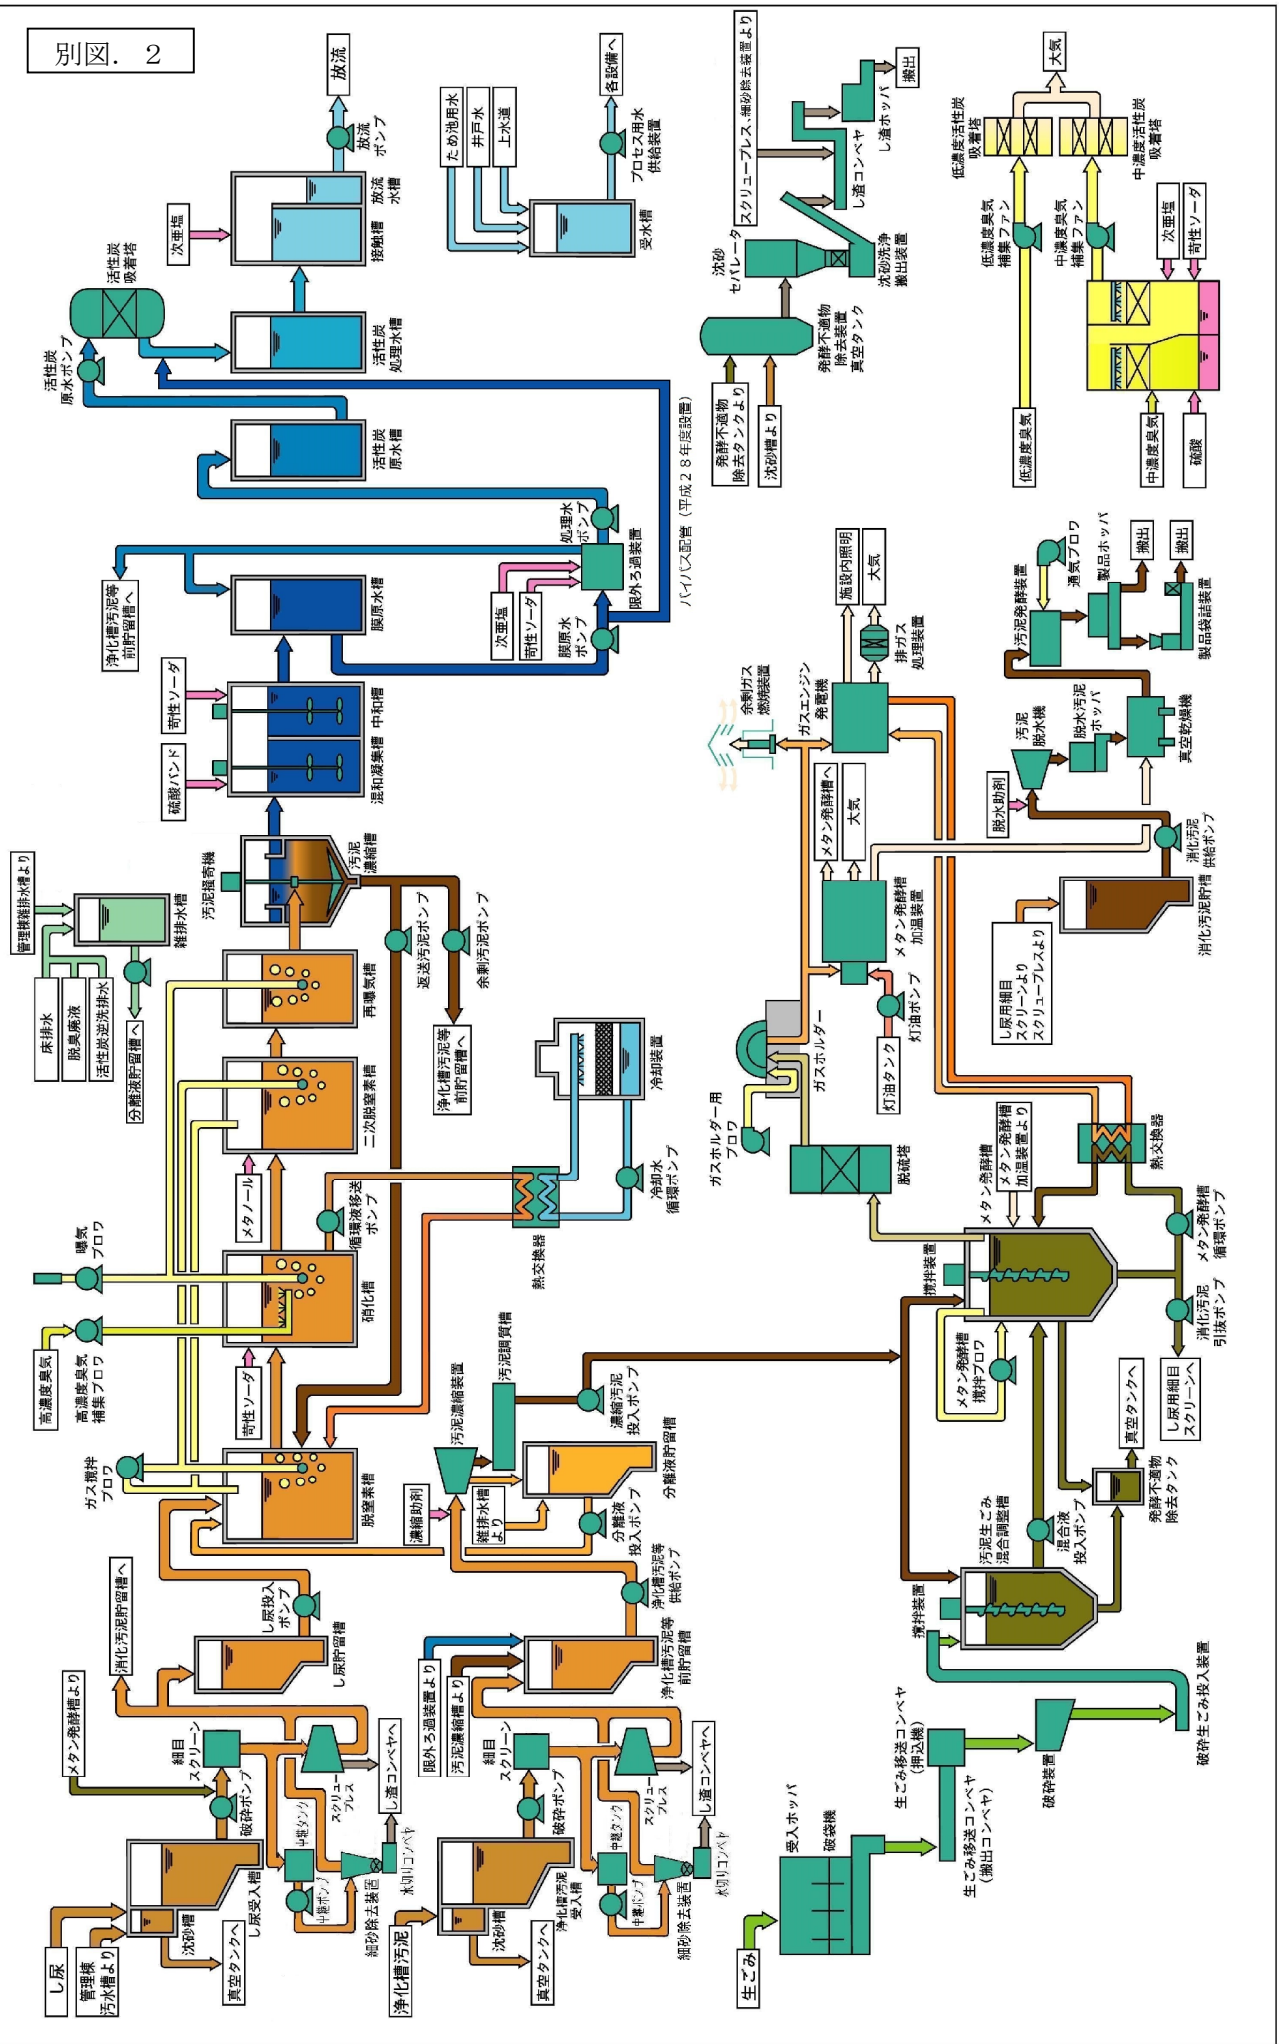 別図．２
し尿
管理棟
汚水槽より
沈砂槽
真空タンクへ
し尿受入槽
メタン発酵槽より
破砕ポンプ
細目
スクリーン
中継タンク
中継ポンプ
細砂除去装置
水切りコンベヤ
し渣コンベヤへ
スクリュー
プレス
消化汚泥貯留槽へ
し尿貯留槽
し尿投入
ポンプ
浄化槽汚泥
沈砂槽
真空タンクへ
浄化槽汚泥
受入槽
破砕ポンプ
細目
スクリーン
中継タンク
中継ポンプ
細砂除去装置
水切りコンベヤ
し渣コンベヤへ
スクリュー
プレス
限外ろ過装置より
汚泥濃縮槽より
浄化槽汚泥等
前貯留槽
浄化槽汚泥等
供給ポンプ
濃縮助剤
汚泥濃縮装置
雑排水槽
より
分離液
投入ポンプ
分離液貯留槽
汚泥調質槽
濃縮汚泥
投入ポンプ
ガス攪拌
ブロワ
脱窒素槽
苛性ソーダ
高濃度臭気
高濃度臭気
補集ブロワ
曝気
ブロワ
硝化槽
循環液移送
ポンプ
メタノール
二次脱窒素槽
再曝気槽
熱交換器
冷却水
循環ポンプ
冷却装置
床排水
脱臭廃液
活性炭逆洗排水
管理棟雑排水槽より
雑排水槽
分離液貯留槽へ
汚泥掻寄機
汚泥
濃縮槽
返送汚泥ポンプ
余剰汚泥ポンプ
浄化槽汚泥等
前貯留槽へ
硫酸バンド
苛性ソーダ
混和凝集槽
中和槽
膜原水槽
浄化槽汚泥等
前貯留槽へ
膜原水
ポンプ
次亜塩
苛性ソーダ
限外ろ過装置
処理水
ポンプ
バイパス配管（平成２８年度設置）
活性炭
原水槽
活性炭
原水ポンプ
活性炭
吸着塔
活性炭
処理水槽
次亜塩
接触槽
放流
水槽
放流
ポンプ
放流
ため池用水
井戸水
上水道
受水槽
プロセス用水
供給装置
各設備へ
生ごみ
受入ホッパ
破袋機
生ごみ移送コンベヤ
（搬出コンベヤ）
生ごみ移送コンベヤ
（押込機）
破砕装置
破砕生ごみ投入装置
攪拌装置
汚泥生ごみ
混合調整槽
混合液
投入ポンプ
発酵不適物
除去タンク
真空タンクへ
メタン発酵槽
攪拌ブロワ
攪拌装置
メタン発酵槽
メタン発酵槽
加温装置より
消化汚泥
引抜ポンプ
し尿用細目
スクリーンへ
メタン発酵槽
循環ポンプ
熱交換器
脱硫塔
ガスホルダー用
ブロワ
ガスホルダー
灯油タンク
灯油ポンプ
メタン発酵槽
加温装置
メタン発酵槽へ
大気
余剰ガス
燃焼装置
ガスエンジン
発電機
施設内照明
大気
排ガス
処理装置
し尿用細目
スクリーンより
スクリュープレスより
消化汚泥貯槽
消化汚泥
供給ポンプ
脱水助剤
汚泥
脱水機
脱水汚泥
ホッパ
真空乾燥機
汚泥発酵装置
通気ブロワ
製品ホッパ
搬出
製品袋詰装置
搬出
発酵不適物
除去タンクより
沈砂槽より
発酵不適物
除去装置
真空タンク
沈砂
セパレータ
沈砂洗浄
搬出装置
スクリュープレス、細砂除去装置より
し渣コンベヤ
し渣ホッパ
搬出
低濃度臭気
低濃度臭気
補集ファン
低濃度活性炭
吸着塔
中濃度臭気
硫酸
次亜塩
苛性ソーダ
中濃度臭気
補集ファン
中濃度活性炭
吸着塔
大気